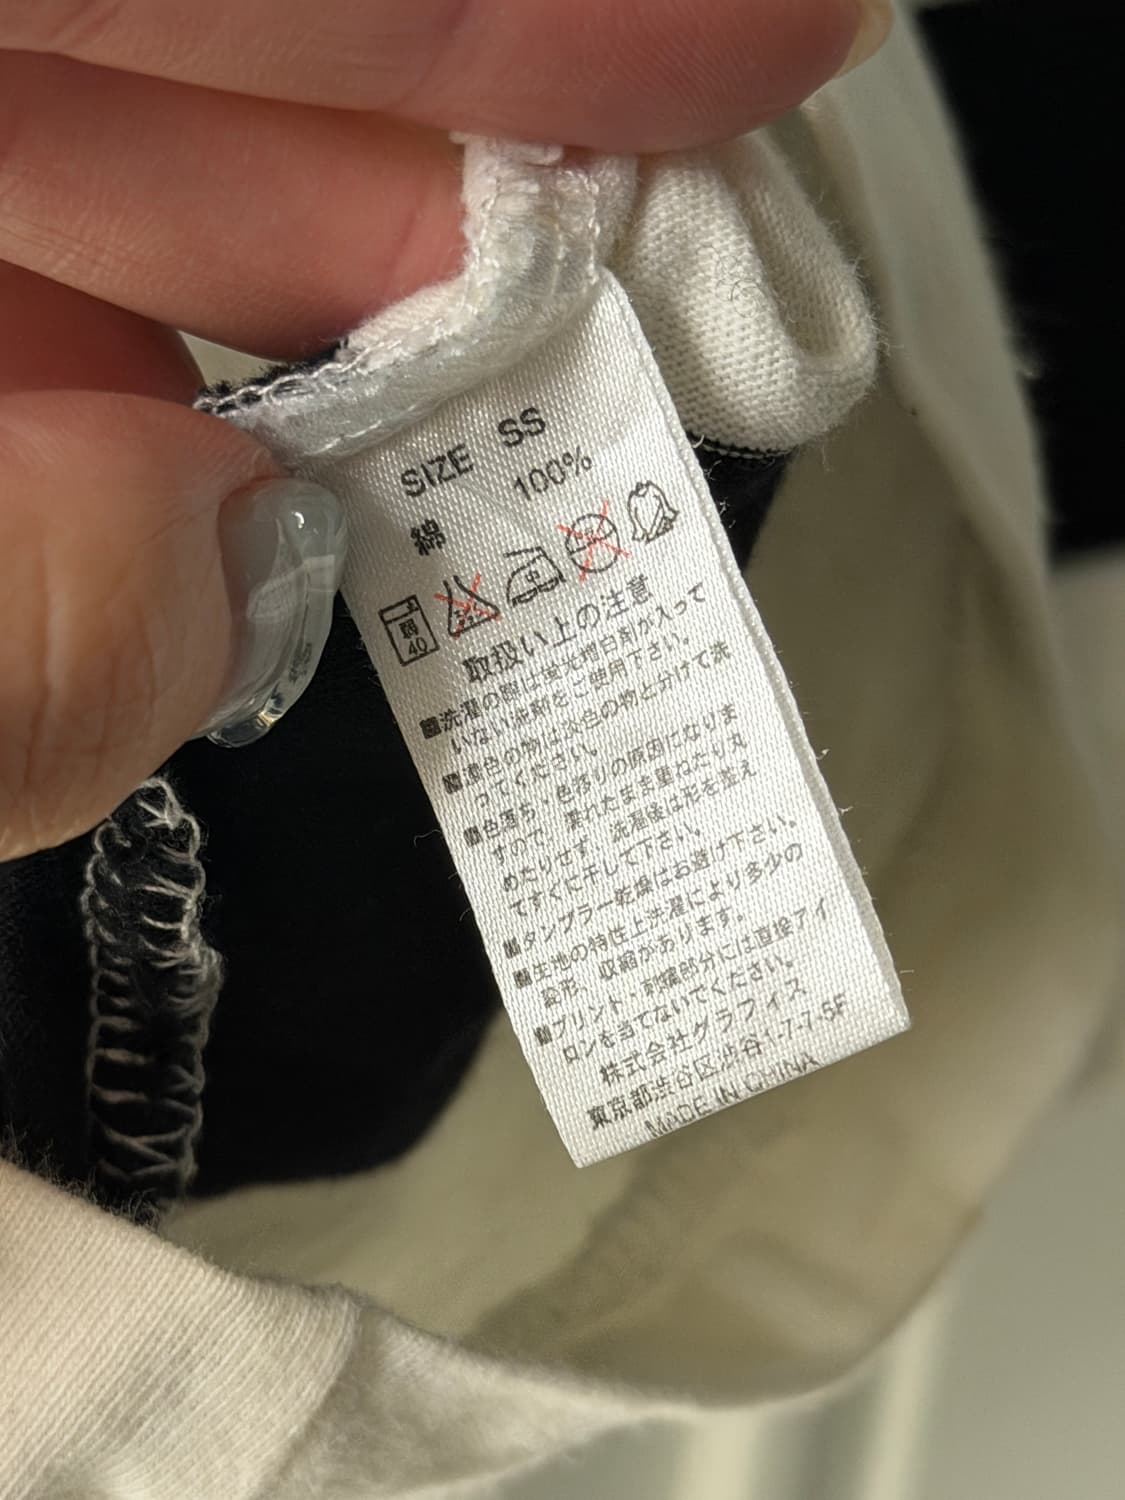 SIZE SS
綿 100%
弱 40
取扱い上の注意
■洗濯の際は蛍光増白剤が入って
いない洗剤をご使用下さい。
■濃色の物は淡色の物と分けて洗
ってください。
■色落ち・色移りの原因になりま
すので、濡れたまま重ねたり丸
めたりせず、洗濯後は形を整え
てすぐに干して下さい。
■タンブラー乾燥はお避け下さい。
■生地の特性上洗濯により多少の
変形、収縮があります。
■プリント・刺繍部分には直接アイ
ロンを当てないでください。
株式会社グラフィス
東京都渋谷区渋谷1-7-7-5F
MADE IN CHINA